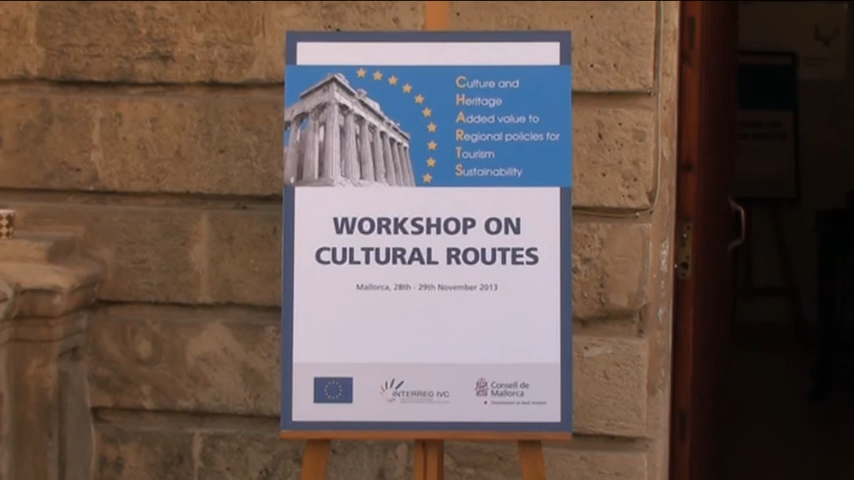 Culture and
Heritage
Added value to
Regional policies for
Tourism
Sustainability
WORKSHOP ON
CULTURAL ROUTES
Mallorca, 28th - 29th November 2013
INTERREG IVC
Consell de
Mallorca